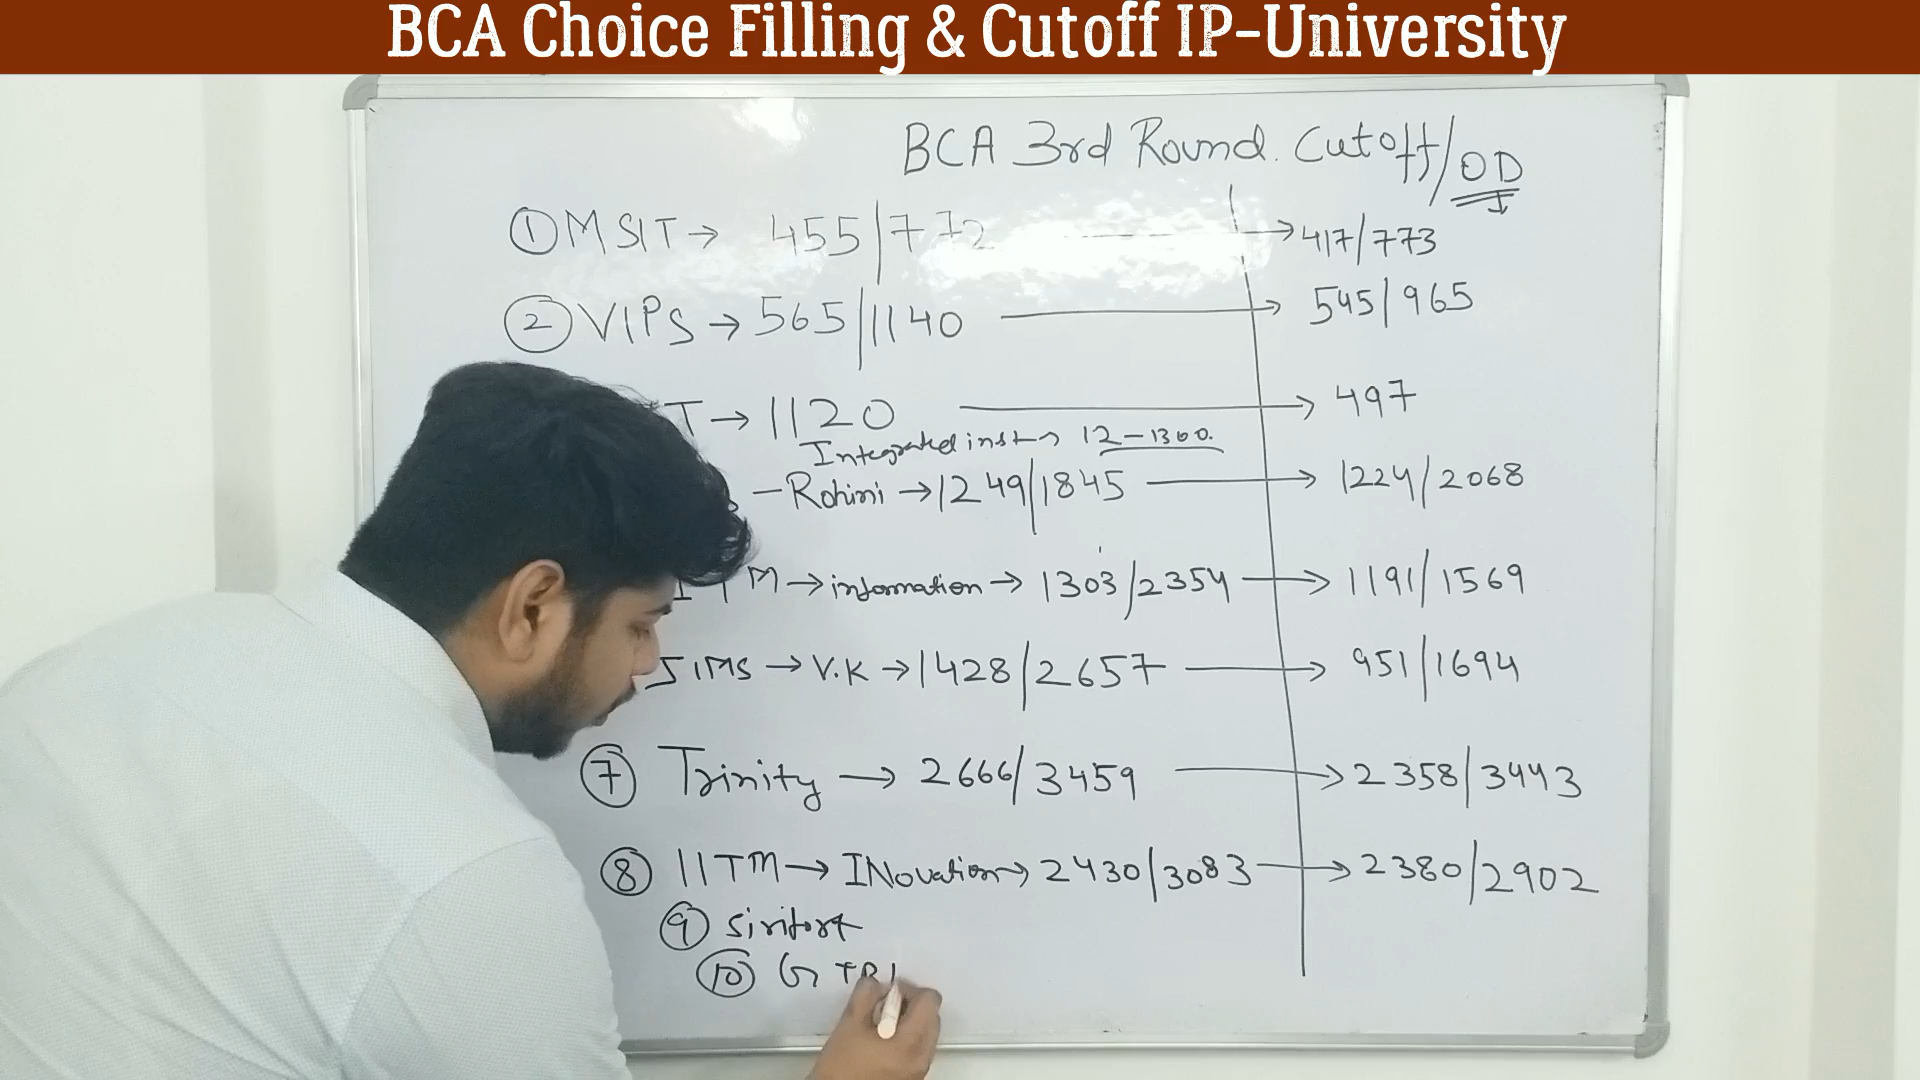 BCA Choice Filling & Cutoff IP-University
BCA 3rd Round. Cutoff/OD
① MSIT → 455/772 → 417/773
② VIPS → 565/1140 → 545/965
T → 1120 → 497
Integrated inst → 12-1300.
- Rohini → 1249/1845 → 1224/2068
M → information → 1303/2354 → 1191/1569
JIMS → V.K → 1428/2657 → 951/1694
⑦ Trinity → 2666/3459 → 2358/3443
⑧ IITM → INovation → 2430/3083 → 2380/2902
⑨ Sirifort
⑩ G TB